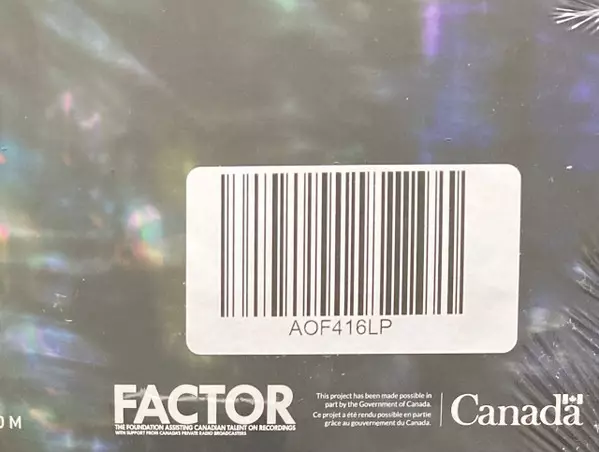 AOF416LP
OM
FACTOR
THE FOUNDATION ASSISTING CANADIAN TALENT ON RECORDINGS
WITH SUPPORT FROM CANADA'S PRIVATE RADIO BROADCASTERS
This project has been made possible in
part by the Government of Canada.
Ce projet a été rendu possible en partie
grâce au gouvernement du Canada.
Canada